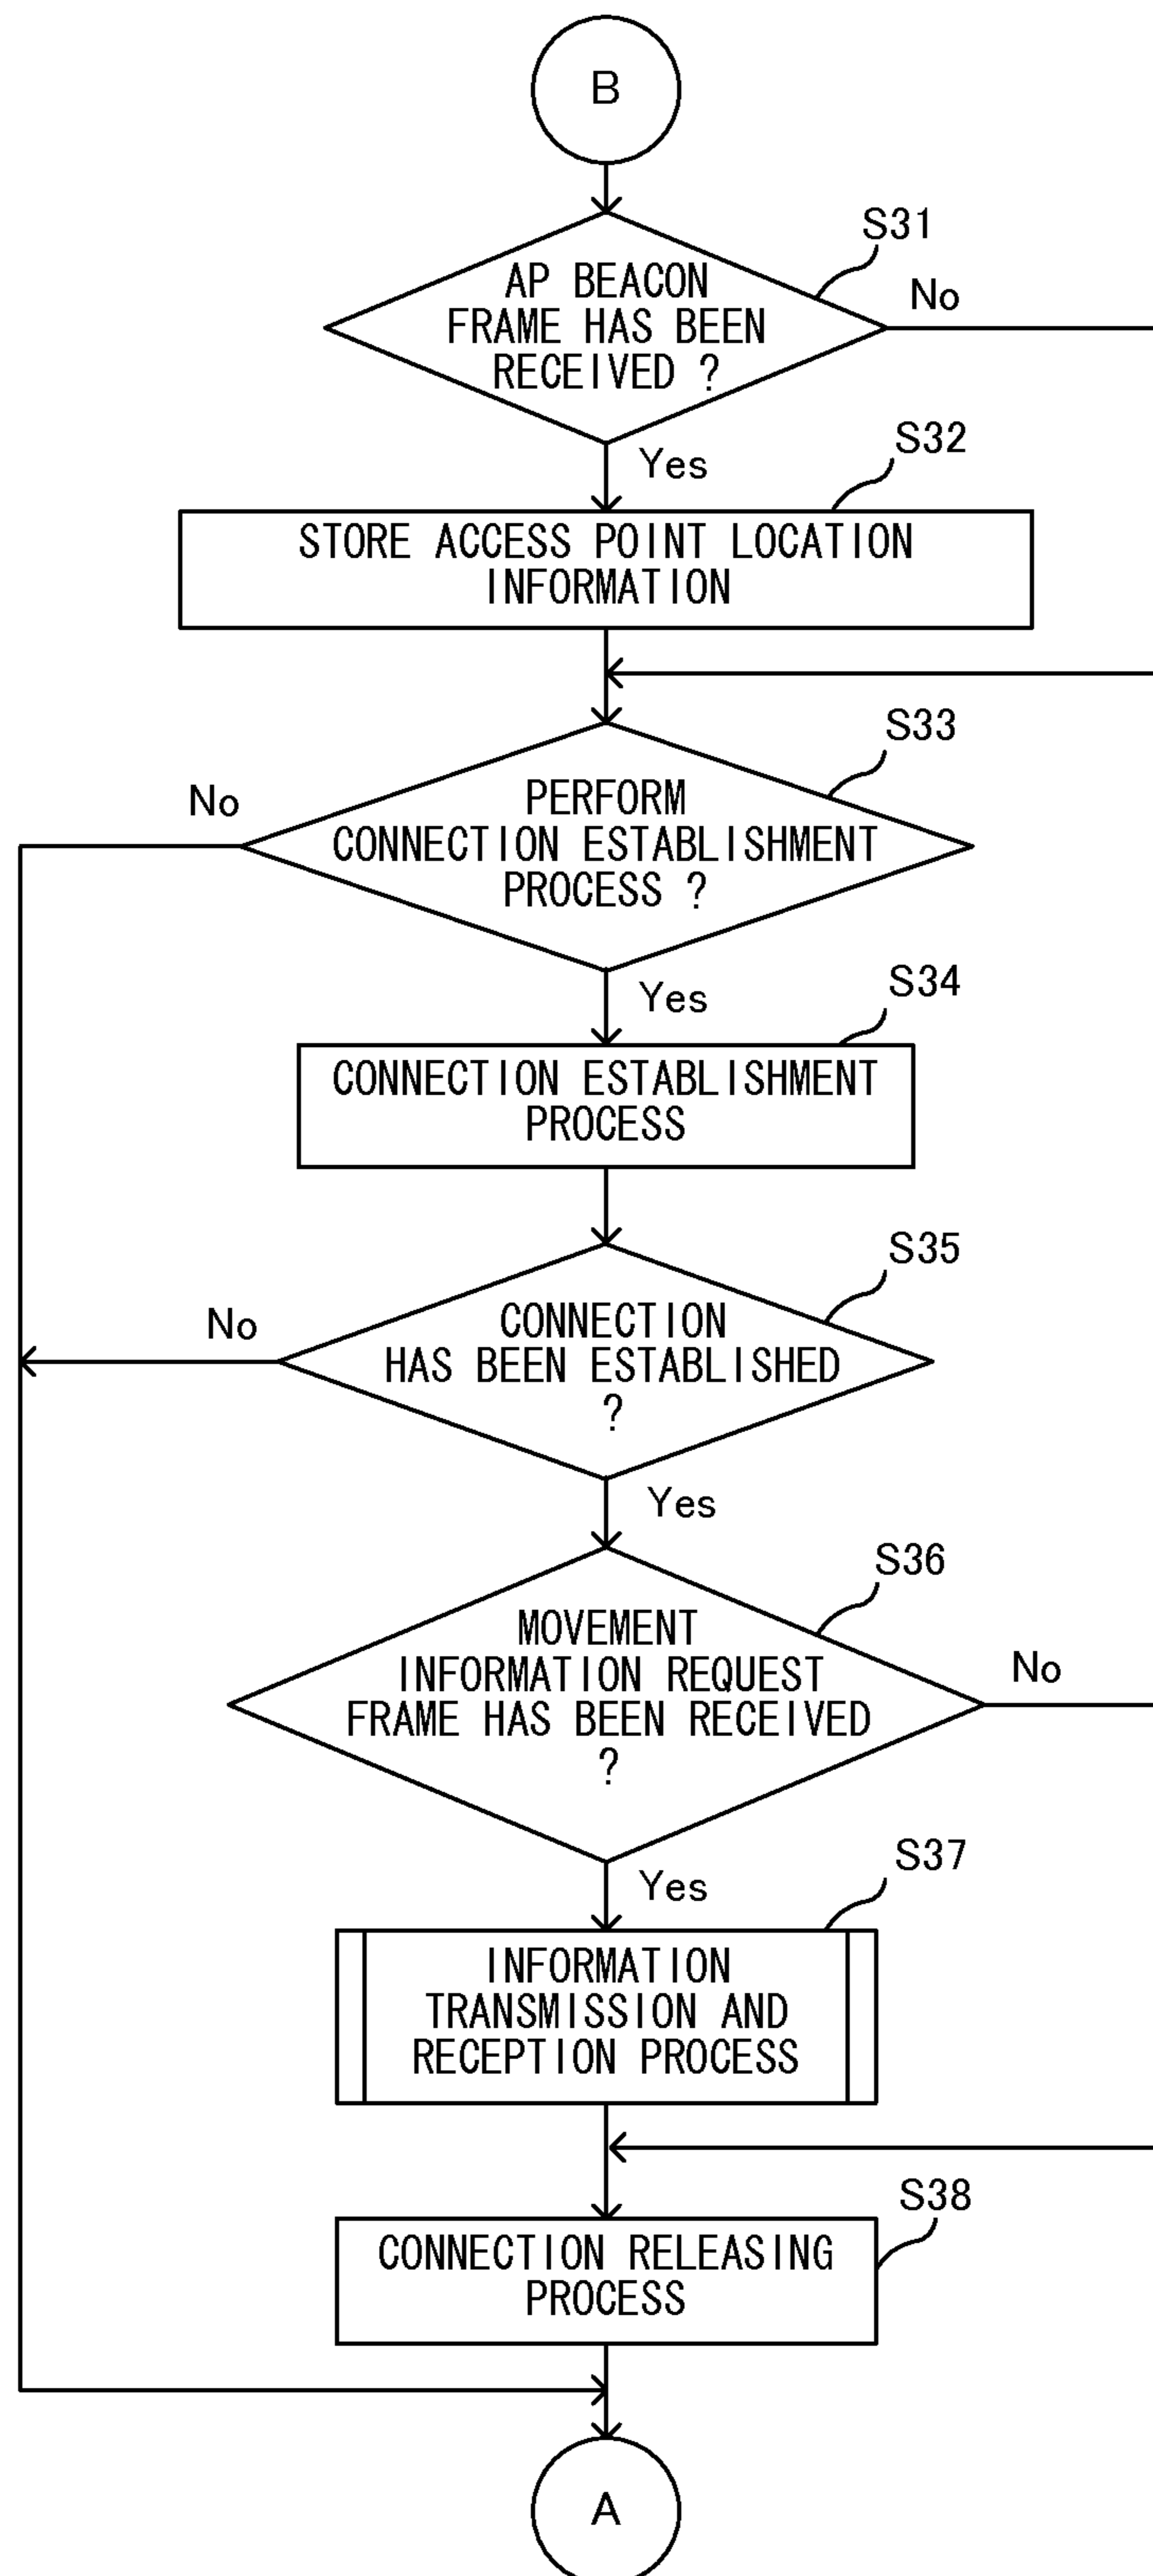 B
S31
AP BEACON
FRAME HAS BEEN
RECEIVED ?
No
Yes
S32
STORE ACCESS POINT LOCATION
INFORMATION
S33
No
PERFORM
CONNECTION ESTABLISHMENT
PROCESS ?
Yes
S34
CONNECTION ESTABLISHMENT
PROCESS
S35
No
CONNECTION
HAS BEEN ESTABLISHED
?
Yes
S36
MOVEMENT
INFORMATION REQUEST
FRAME HAS BEEN RECEIVED
?
No
Yes
S37
INFORMATION
TRANSMISSION AND
RECEPTION PROCESS
S38
CONNECTION RELEASING
PROCESS
A